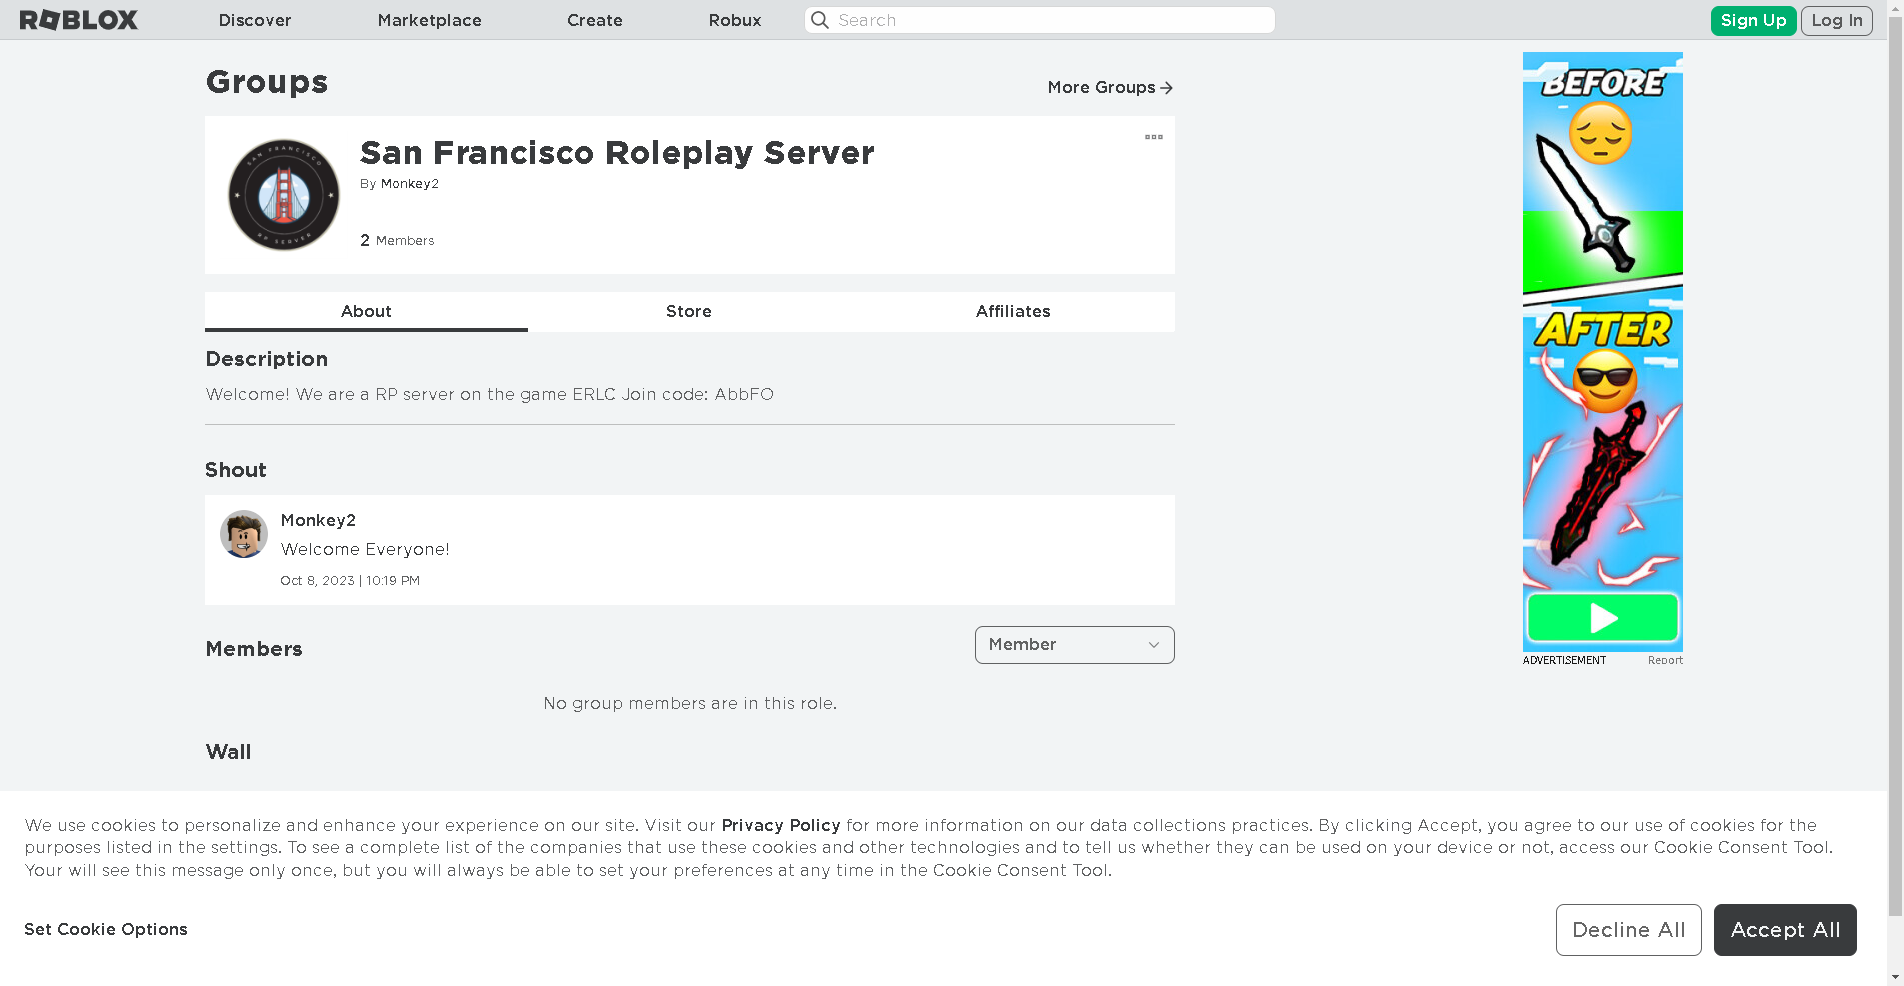 ROBLOX
Discover
Marketplace
Create
Robux
Search
Sign Up
Log In
Groups
More Groups
SAN FRANCISCO
RP SERVER
San Francisco Roleplay Server
By Monkey2
2 Members
About
Store
Affiliates
Description
Welcome! We are a RP server on the game ERLC Join code: AbbFO
Shout
Monkey2
Welcome Everyone!
Oct 8, 2023 | 10:19 PM
Members
Member
No group members are in this role.
Wall
BEFORE
AFTER
ADVERTISEMENT
Report
We use cookies to personalize and enhance your experience on our site. Visit our Privacy Policy for more information on our data collections practices. By clicking Accept, you agree to our use of cookies for the
purposes listed in the settings. To see a complete list of the companies that use these cookies and other technologies and to tell us whether they can be used on your device or not, access our Cookie Consent Tool.
Your will see this message only once, but you will always be able to set your preferences at any time in the Cookie Consent Tool.
Set Cookie Options
Decline All
Accept All